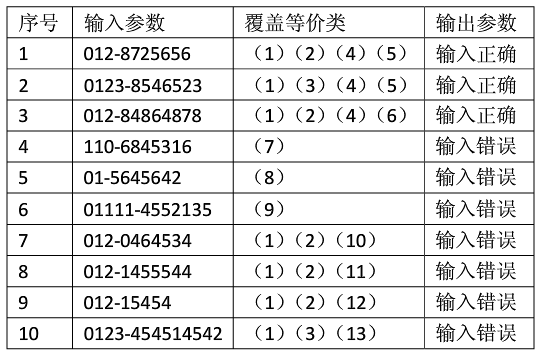 序号 输入参数 覆盖等价类 输出参数
1 012-8725656 （1）（2）（4）（5） 输入正确
2 0123-8546523 （1）（3）（4）（5） 输入正确
3 012-84864878 （1）（2）（4）（6） 输入正确
4 110-6845316 （7） 输入错误
5 01-5645642 （8） 输入错误
6 01111-4552135 （9） 输入错误
7 012-0464534 （1）（2）（10） 输入错误
8 012-1455544 （1）（2）（11） 输入错误
9 012-15454 （1）（2）（12） 输入错误
10 0123-454514542 （1）（3）（13） 输入错误